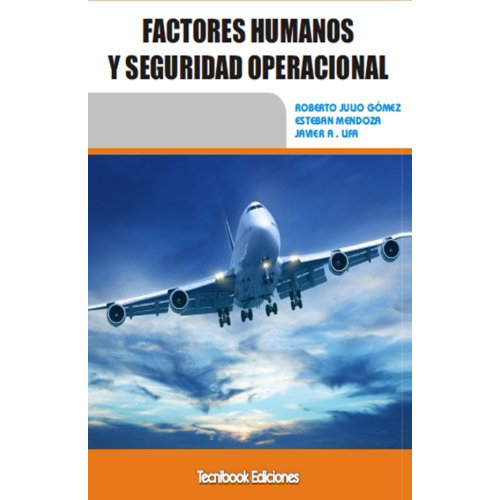 FACTORES HUMANOS
Y SEGURIDAD OPERACIONAL
ROBERTO JULIO GÓMEZ
ESTEBAN MENDOZA
JAVIER A . LIFA
Tecnibook Ediciones